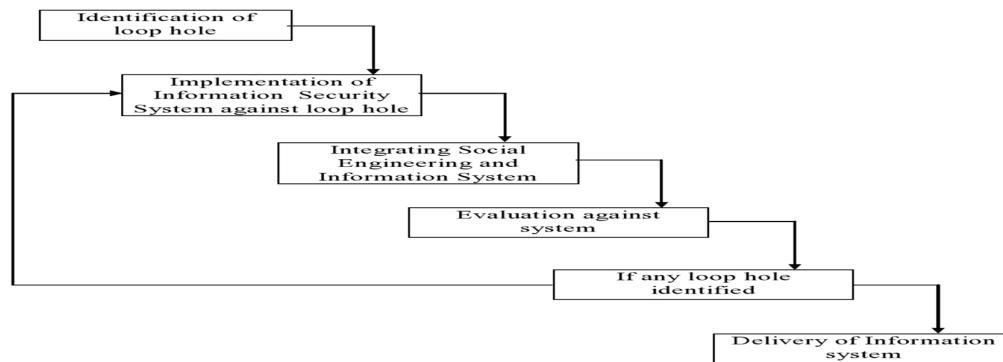 Identification of
loop hole
Implementation of
Information Security
System against loop hole
Integrating Social
Engineering and
Information System
Evaluation against
system
If any loop hole
identified
Delivery of Information
system